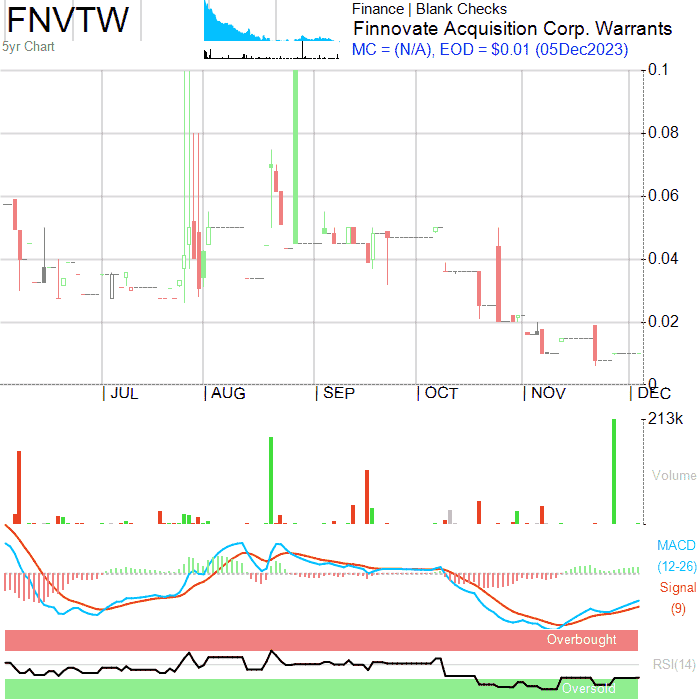 FNVTW
5yr Chart
Finance | Blank Checks
Finnovate Acquisition Corp. Warrants
MC = (N/A), EOD = $0.01 (05Dec2023)
0.1
0.08
0.06
0.04
0.02
0
| JUL | AUG | SEP | OCT | NOV | DEC
213k
Volume
MACD
(12-26)
Signal
(9)
Overbought
RSI(14)
Oversold